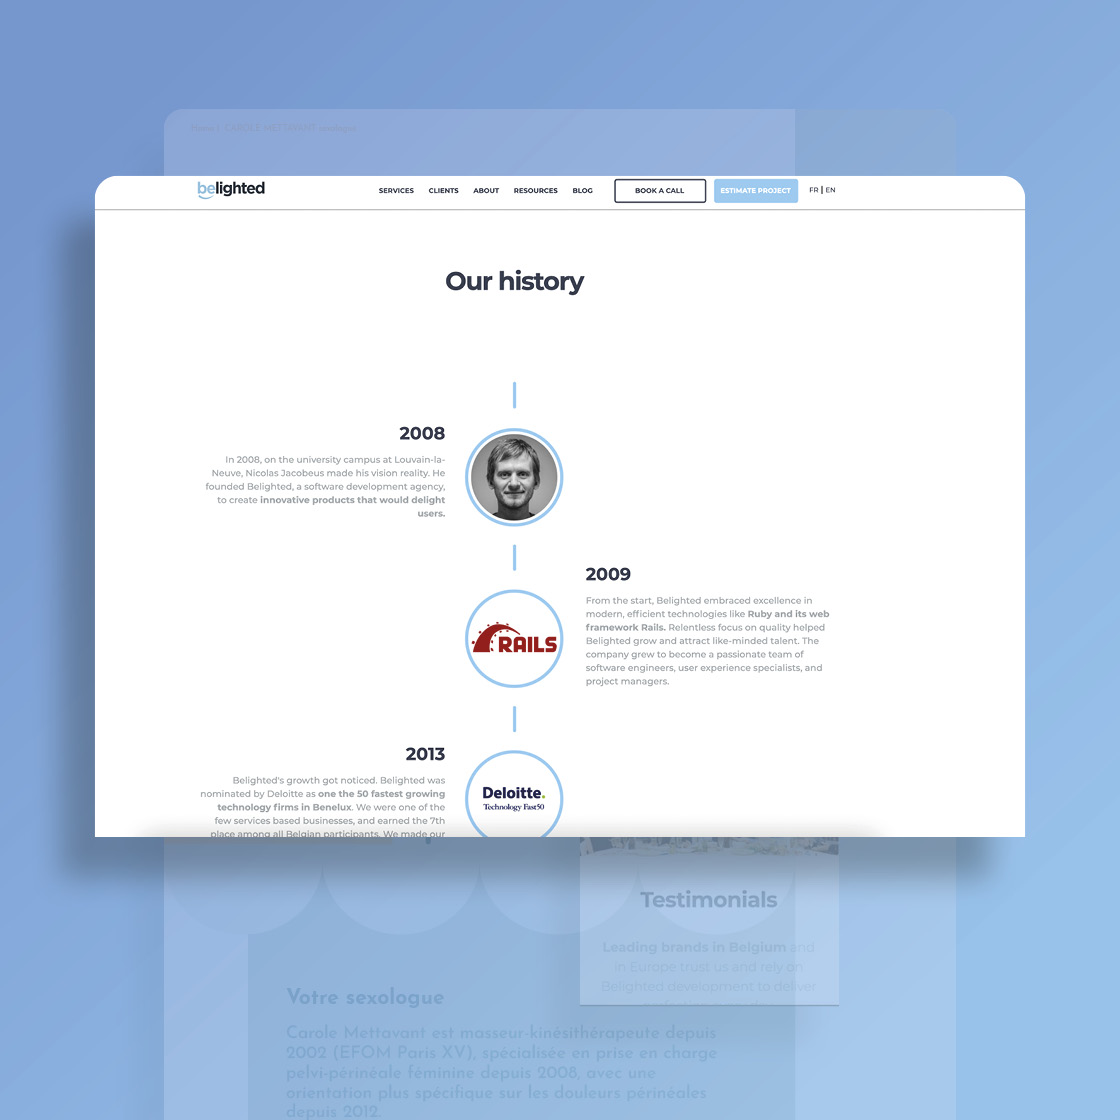 belighted
SERVICES CLIENTS ABOUT RESOURCES BLOG BOOK A CALL ESTIMATE PROJECT FR | EN
Our history
2008
In 2008, on the university campus at Louvain-la-
Neuve, Nicolas Jacobeus made his vision reality. He
founded Belighted, a software development agency,
to create innovative products that would delight
users.
2009
From the start, Belighted embraced excellence in
modern, efficient technologies like Ruby and its web
framework Rails. Relentless focus on quality helped
Belighted grow and attract like-minded talent. The
company grew to become a passionate team of
software engineers, user experience specialists, and
project managers.
RAILS
2013
Belighted's growth got noticed. Belighted was
nominated by Deloitte as one the 50 fastest growing
technology firms in Benelux. We were one of the
few services based businesses, and earned the 7th
place among all Belgian participants. We made our
Deloitte.
Technology Fast50
Testimonials
Leading brands in Belgium and
in Europe trust us and rely on
Belighted development to deliver
Votre sexologue
Carole Mettavant est masseur-kinésithérapeute depuis
2002 (EFOM Paris XV), spécialisée en prise en charge
pelvi-périnéale féminine depuis 2008, avec une
orientation plus spécifique sur les douleurs périnéales
depuis 2012.